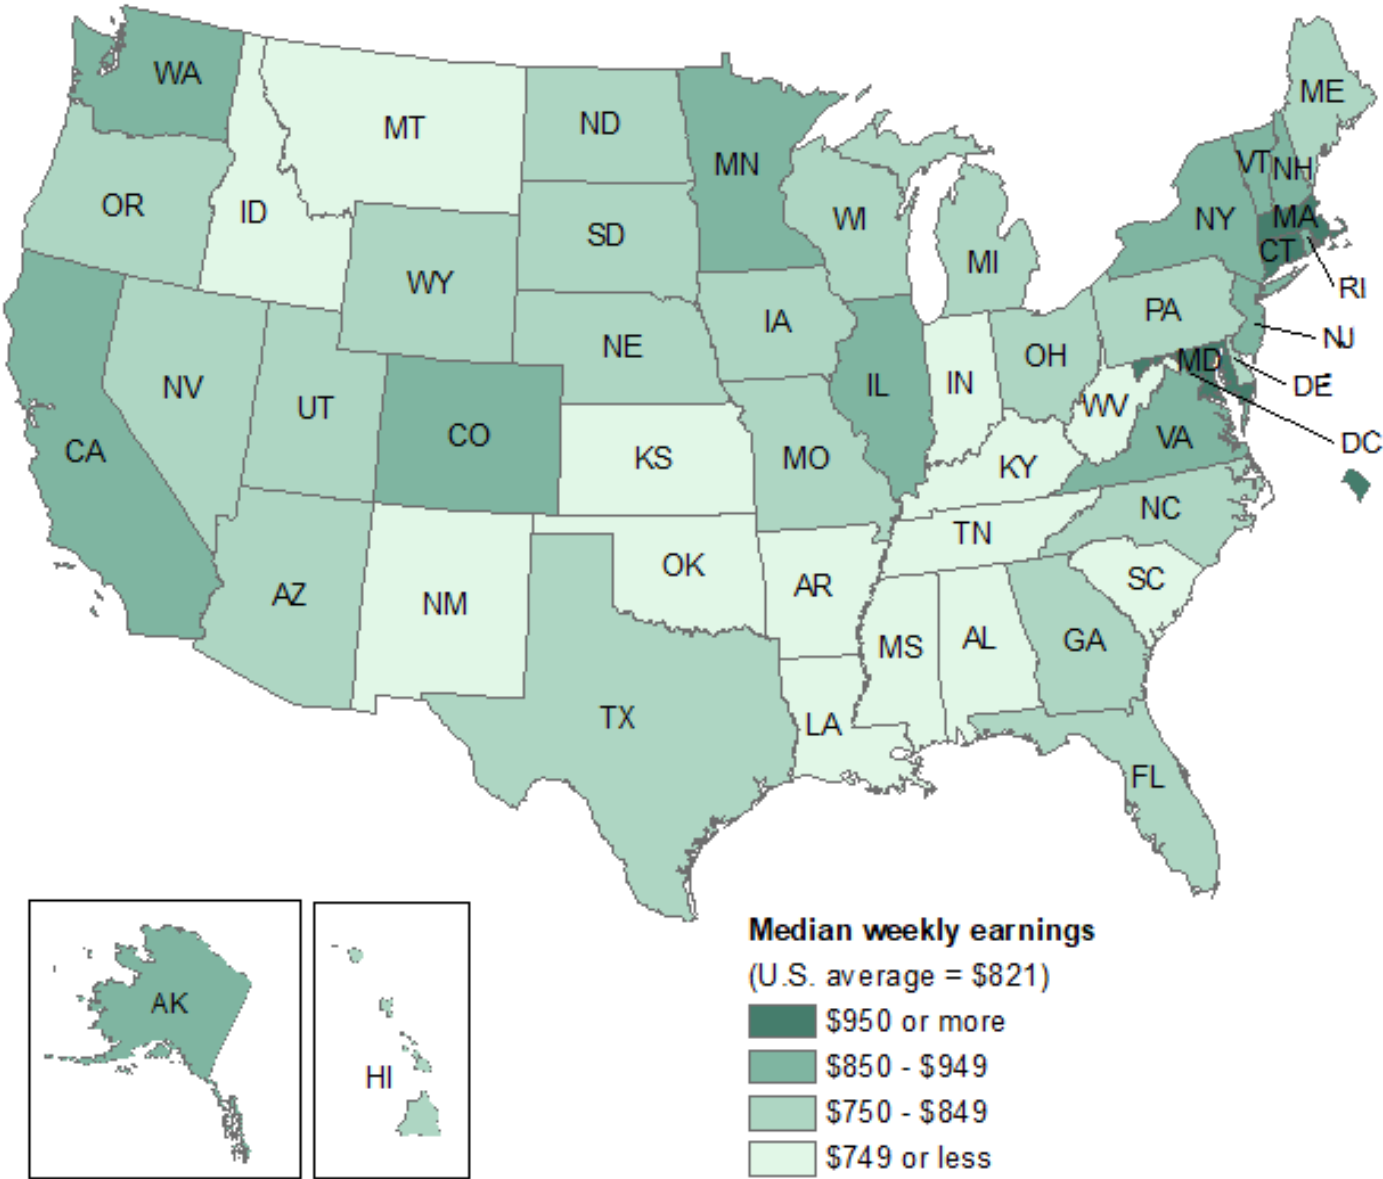 WA
MT
ND
ME
MN
VT
NH
OR
ID
SD
WI
NY
MA
CT
WY
MI
RI
PA
IA
NE
NJ
OH
MD
NV
UT
IN
IL
DE
CO
WV
VA
DC
CA
KS
MO
KY
NC
TN
OK
AR
SC
AZ
NM
MS
AL
GA
TX
LA
FL
AK
HI
Median weekly earnings
(U.S. average = $821)
$950 or more
$850 - $949
$750 - $849
$749 or less